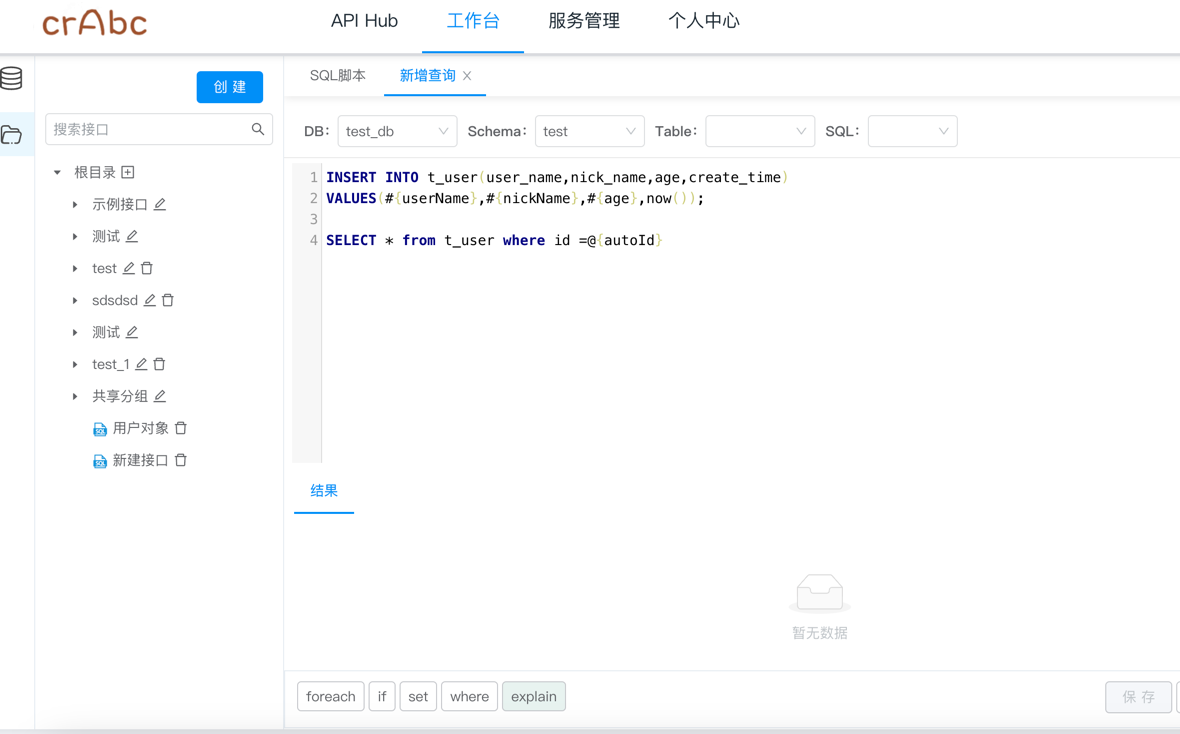 crAbc
API Hub 工作台 服务管理 个人中心
SQL脚本 新增查询
创 建
搜索接口
DB: test_db Schema: test Table: SQL:
根目录
示例接口
测试
test
sdsdsd
测试
test_1
共享分组
用户对象
新建接口
1 INSERT INTO t_user(user_name,nick_name,age,create_time)
2 VALUES(#{userName},#{nickName},#{age},now());
3
4 SELECT * from t_user where id =@{autoId}
结果
暂无数据
foreach if set where explain
保 存